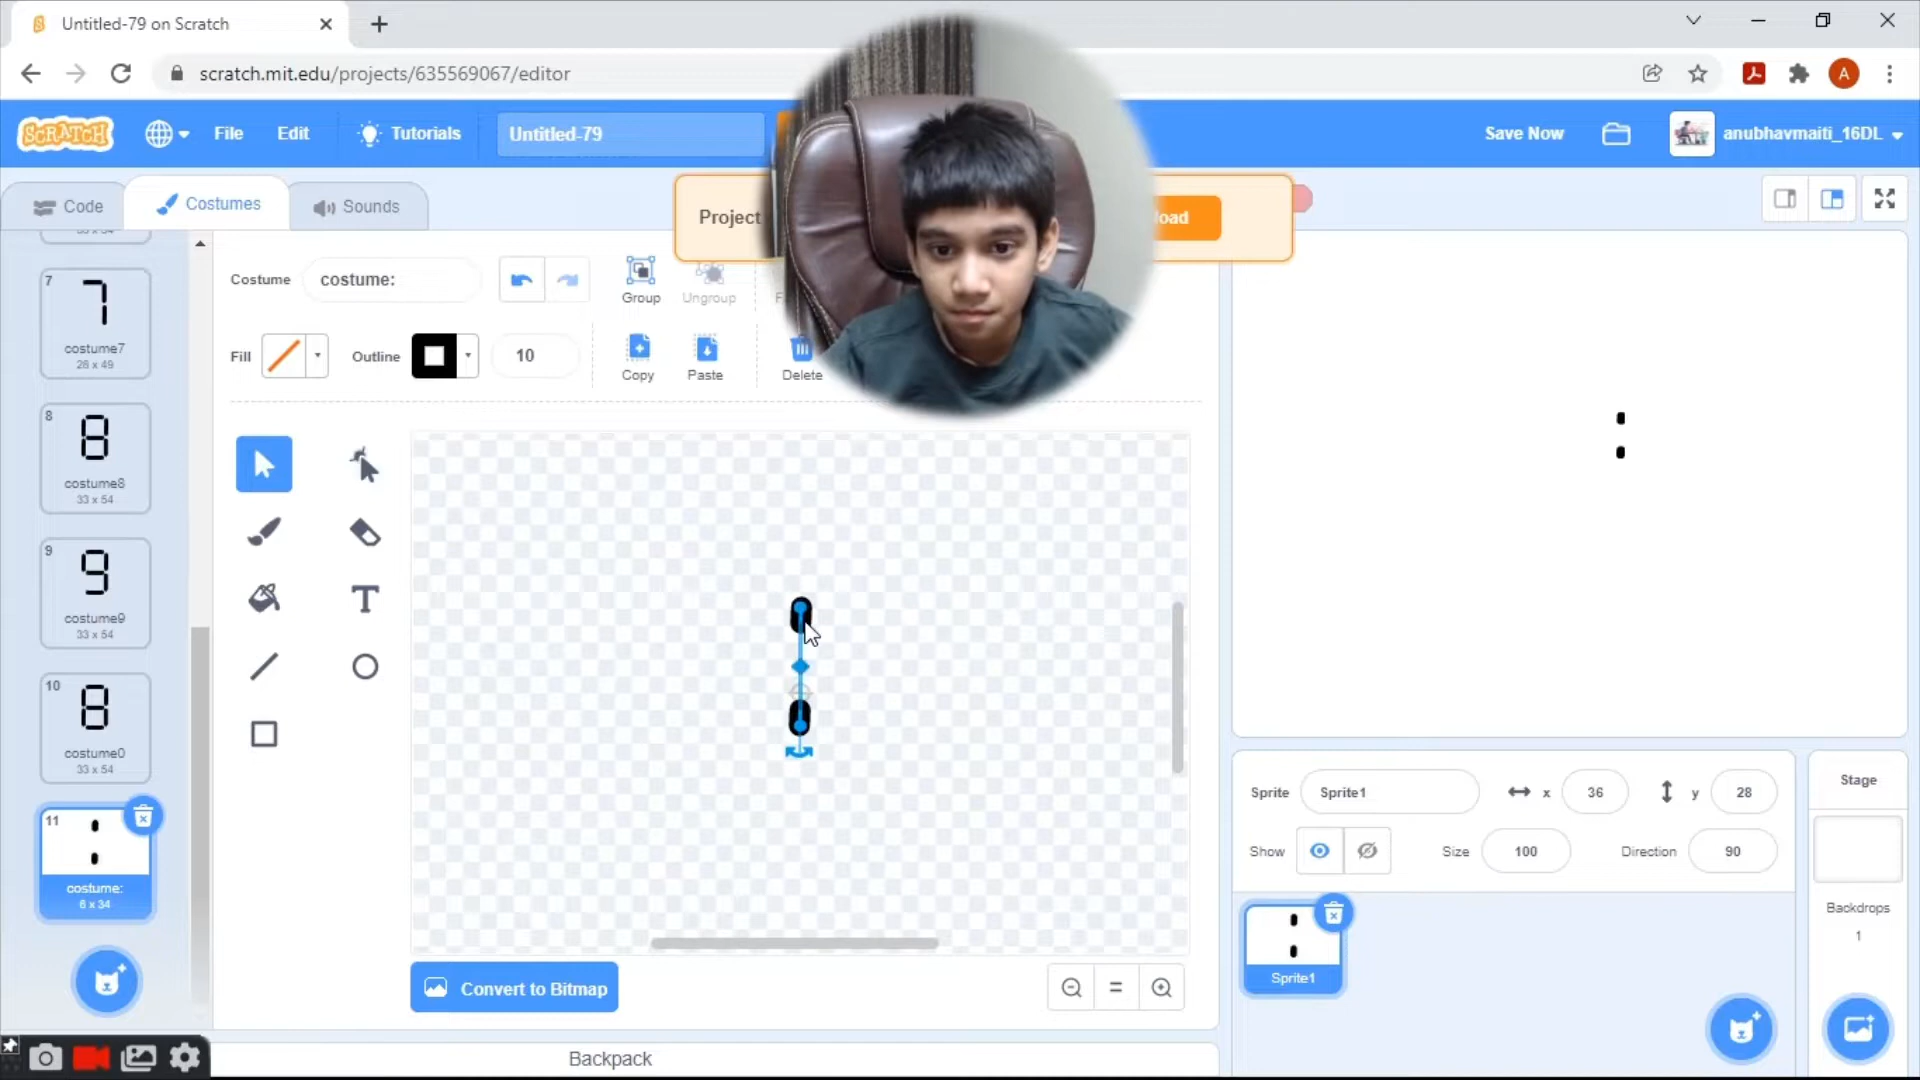 Untitled-79 on Scratch
scratch.mit.edu/projects/635569067/editor
A
SCRATCH
File
Edit
Tutorials
Untitled-79
Save Now
anubhavmaiti_16DL
Code
Costumes
Sounds
Project
load
7
costume7
28 x 49
8
costume8
33 x 54
9
costume9
33 x 54
10
costume0
33 x 54
11
costume:
6 x 34
Costume
costume:
Group
Ungroup
Fill
Outline
10
Copy
Paste
Delete
Convert to Bitmap
Backpack
Sprite
Sprite1
x
36
y
28
Show
Size
100
Direction
90
Sprite1
Stage
Backdrops
1